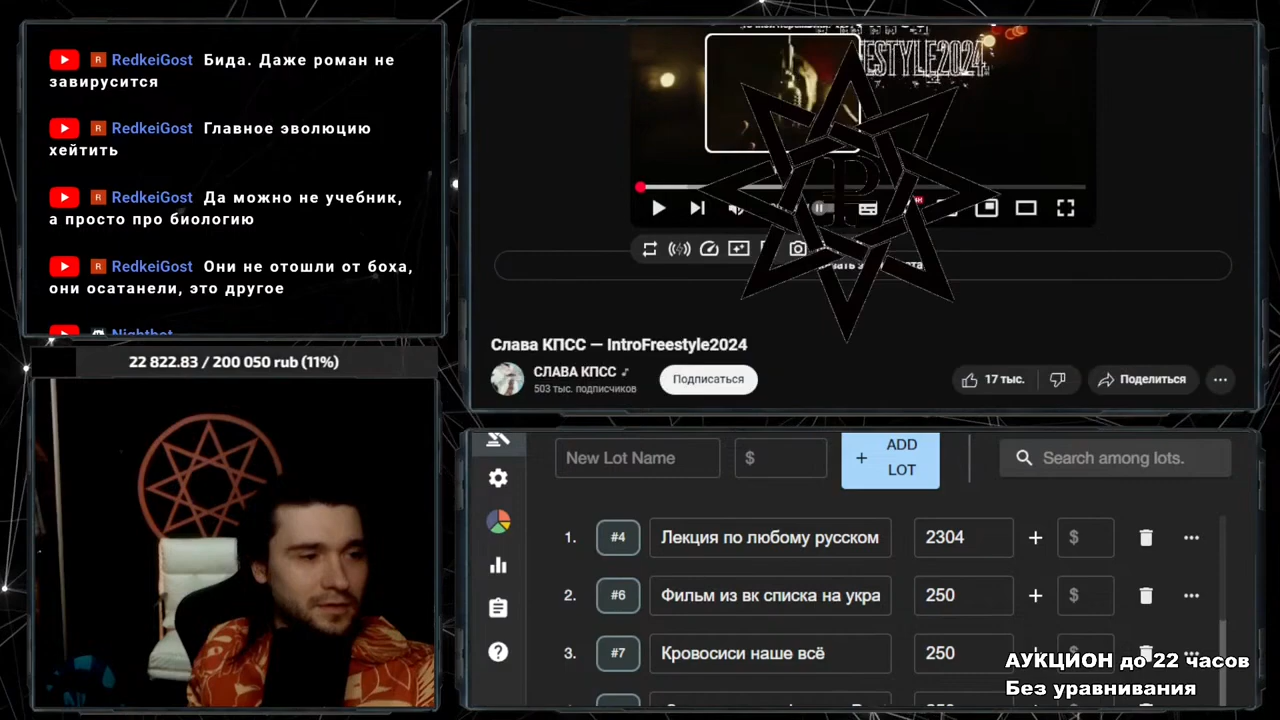 RedkeiGost Бида. Даже роман не
завирусится
RedkeiGost Главное эволюцию
хейтить
RedkeiGost Да можно не учебник,
а просто про биологию
RedkeiGost Они не отошли от боха,
они осатанели, это другое
Nightbot
22 822.83 / 200 050 rub (11%)
ESTYLE2024
Слава КПСС — IntroFreestyle2024
СЛАВА КПСС
503 тыс. подписчиков
Подписаться
17 тыс.
Поделиться
New Lot Name
$
+ ADD
LOT
Search among lots.
1. #4 Лекция по любому русском 2304 + $
2. #6 Фильм из вк списка на укра 250 + $
3. #7 Кровосиси наше всё 250 + $
АУКЦИОН до 22 часов
Без уравнивания